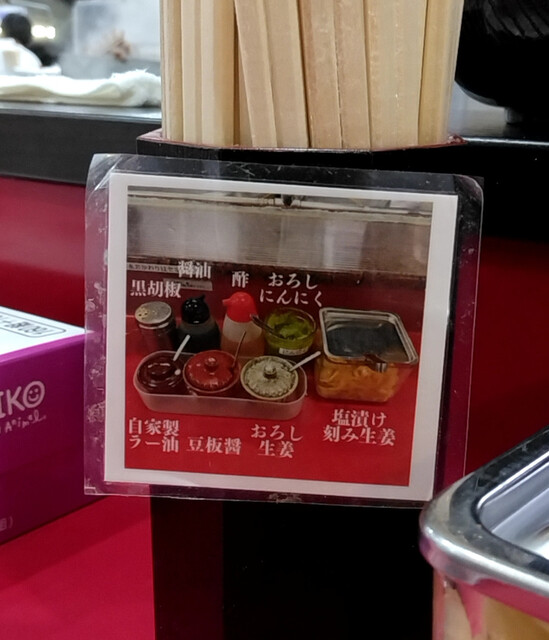 醤油
黒胡椒
酢
おろし
にんにく
自家製
ラー油
豆板醤
おろし
生姜
塩漬け
刻み生姜
IKO